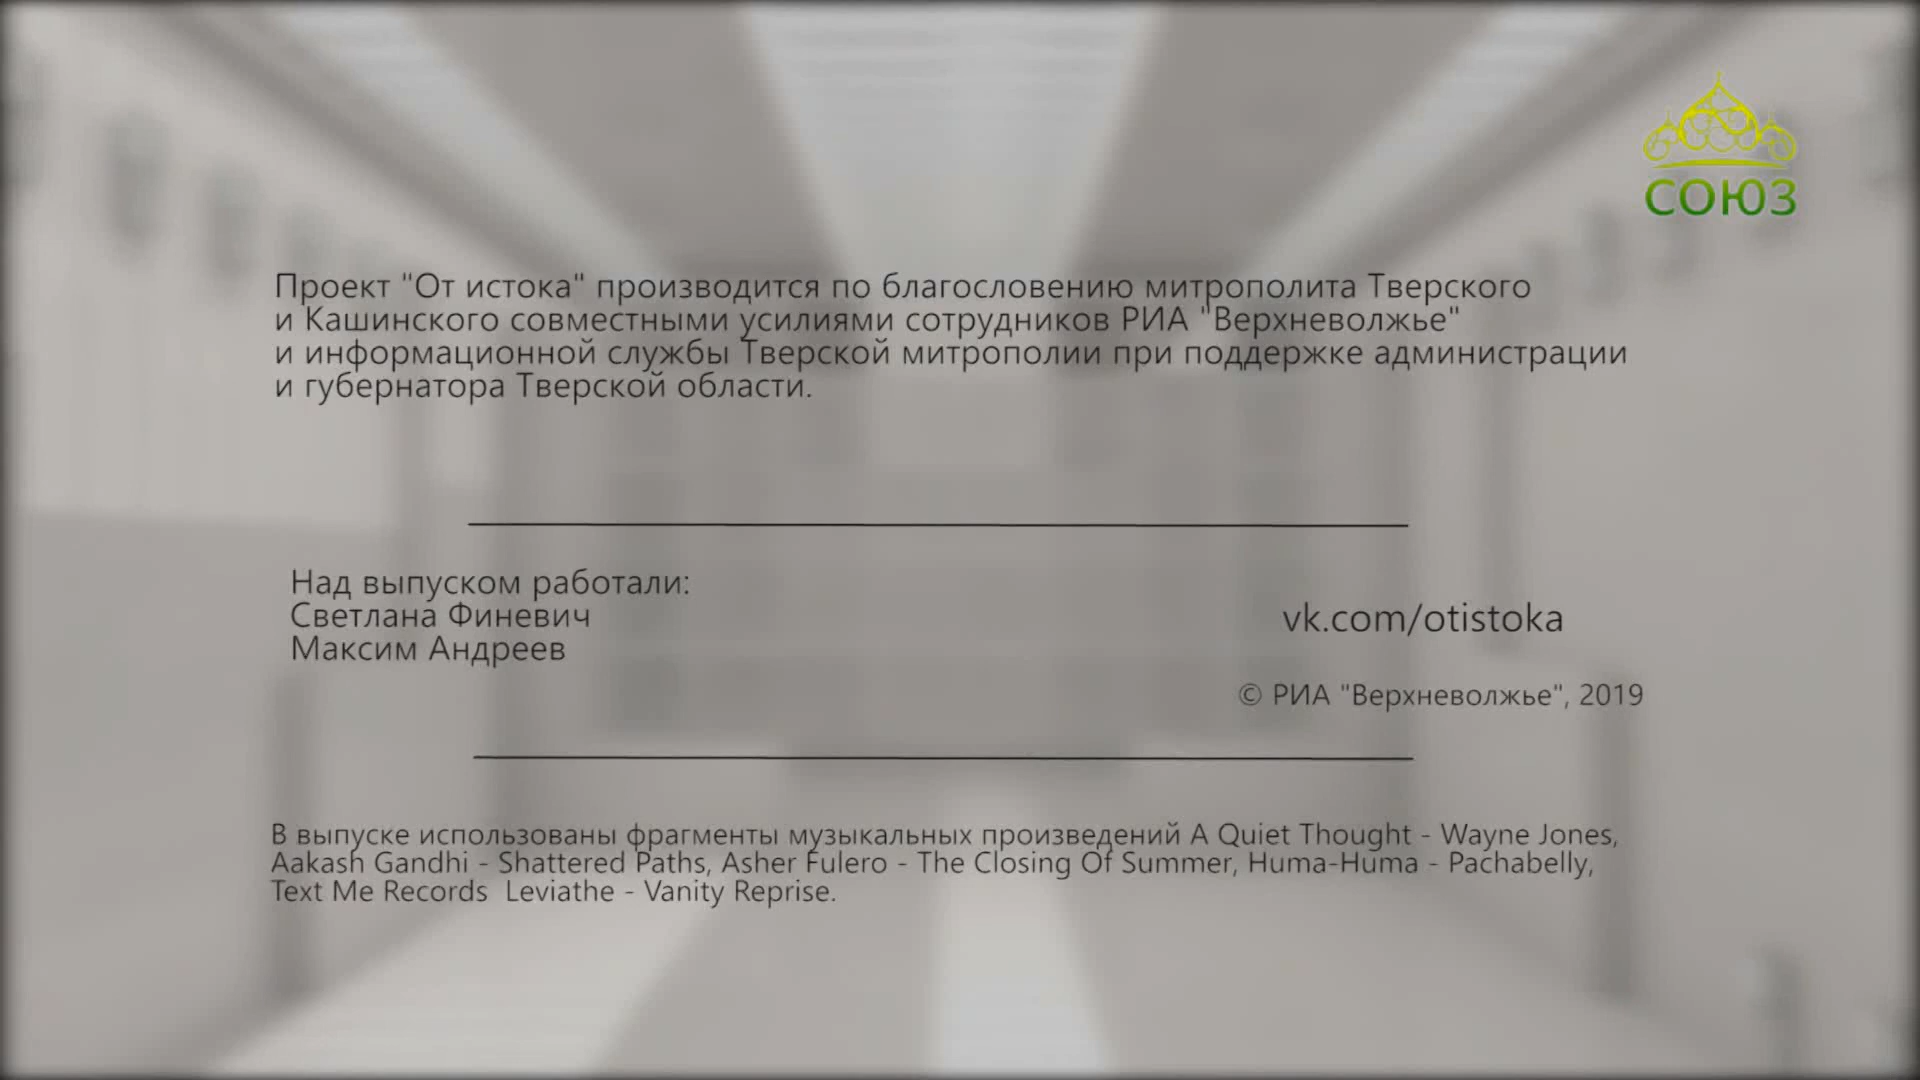 СОЮЗ
Проект "От истока" производится по благословению митрополита Тверского
и Кашинского совместными усилиями сотрудников РИА "Верхневолжье"
и информационной службы Тверской митрополии при поддержке администрации
и губернатора Тверской области.
Над выпуском работали:
Светлана Финевич
Максим Андреев
vk.com/otistoka
© РИА "Верхневолжье", 2019
В выпуске использованы фрагменты музыкальных произведений A Quiet Thought - Wayne Jones,
Aakash Gandhi - Shattered Paths, Asher Fulero - The Closing Of Summer, Huma-Huma - Pachabelly,
Text Me Records  Leviathe - Vanity Reprise.